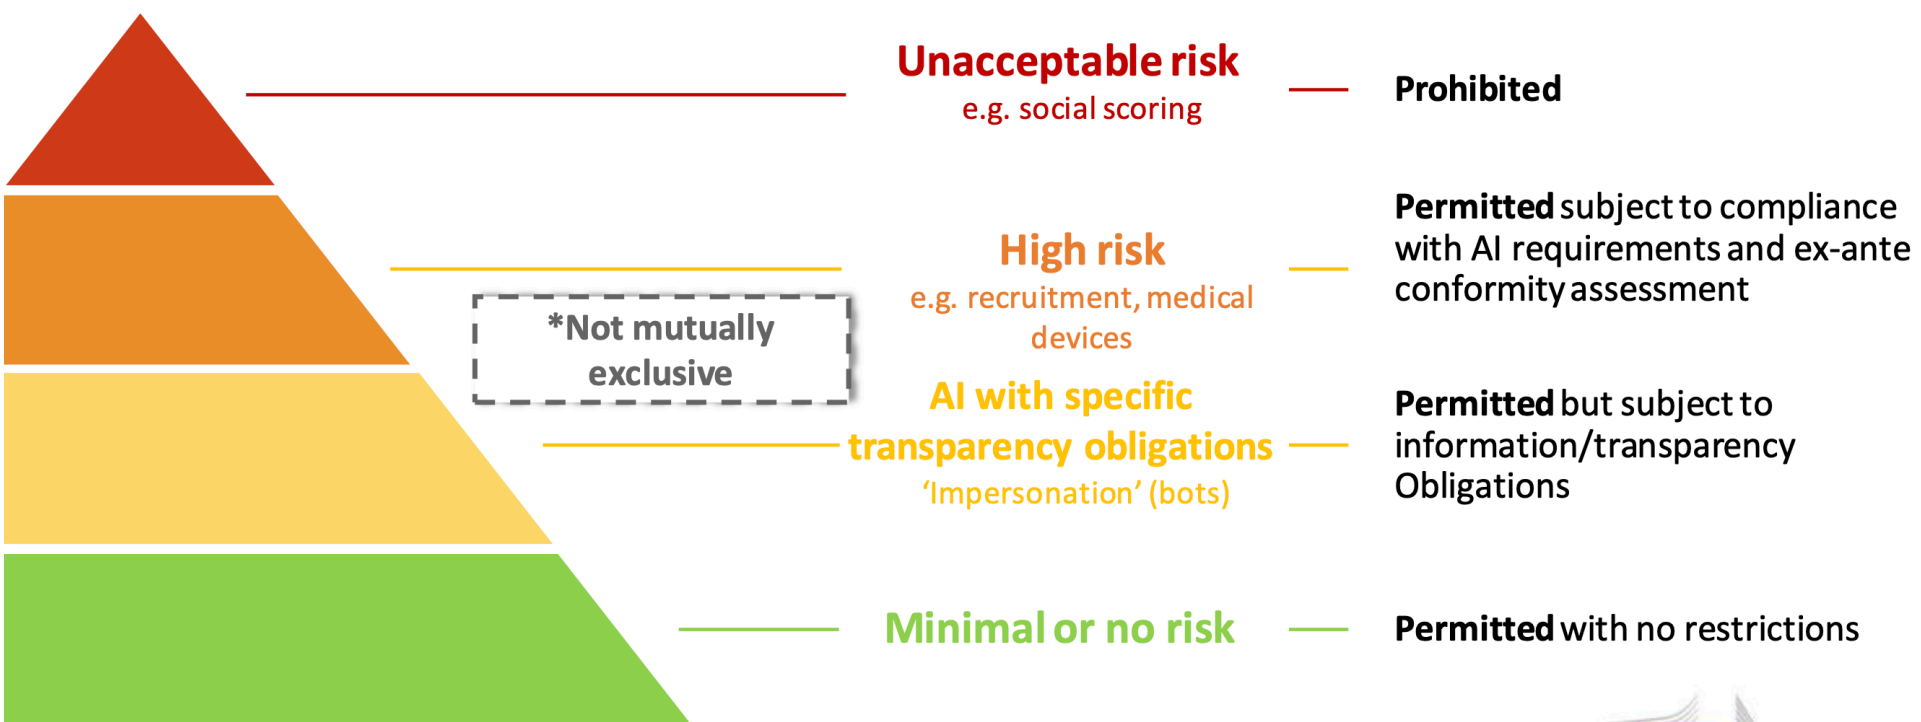 Unacceptable risk
e.g. social scoring
Prohibited
High risk
e.g. recruitment, medical
devices
Permitted subject to compliance
with AI requirements and ex-ante
conformity assessment
*Not mutually
exclusive
AI with specific
transparency obligations
‘Impersonation’ (bots)
Permitted but subject to
information/transparency
Obligations
Minimal or no risk
Permitted with no restrictions